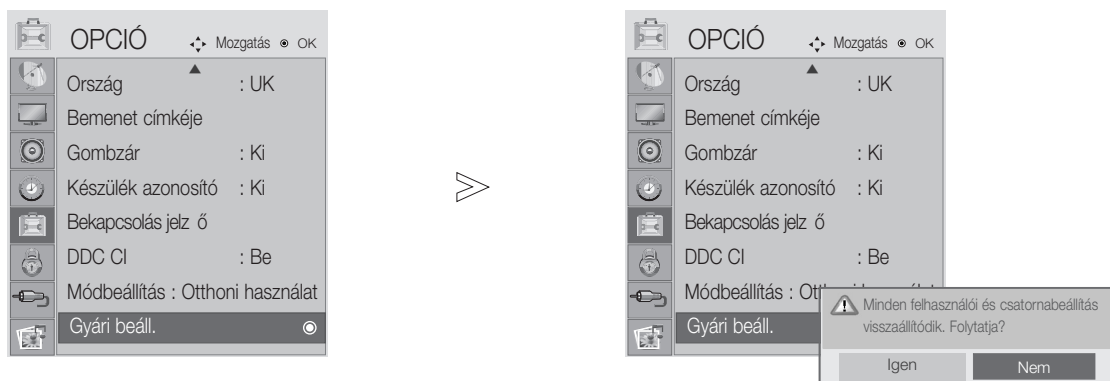 OPCIÓ Mozgatás OK
Ország : UK
Bemenet címkéje
Gombzár : Ki
Készülék azonosító : Ki
Bekapcsolás jelz ő
DDC CI : Be
Módbeállítás : Otthoni használat
Gyári beáll.
OPCIÓ Mozgatás OK
Ország : UK
Bemenet címkéje
Gombzár : Ki
Készülék azonosító : Ki
Bekapcsolás jelz ő
DDC CI : Be
Módbeállítás : Otthoni használat
Gyári beáll.
Minden felhasználói és csatornabeállítás
visszaállítódik. Folytatja?
Igen Nem